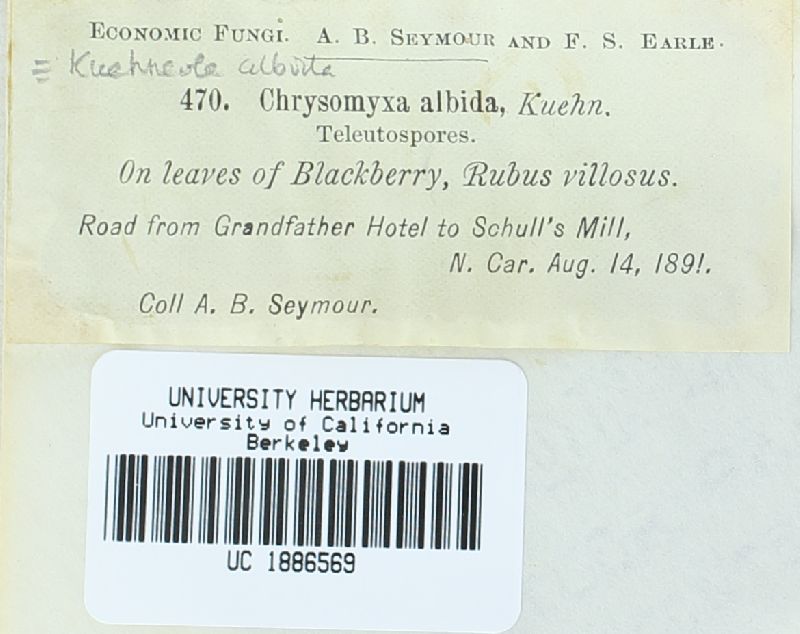 ECONOMIC FUNGI. A. B. SEYMOUR AND F. S. EARLE.
= Kuehneola albida
470. Chrysomyxa albida, Kuehn.
Teleutospores.
On leaves of Blackberry, Rubus villosus.
Road from Grandfather Hotel to Schull's Mill,
N. Car. Aug. 14, 1891.
Coll A. B. Seymour.
UNIVERSITY HERBARIUM
University of California
Berkeley
UC 1886569